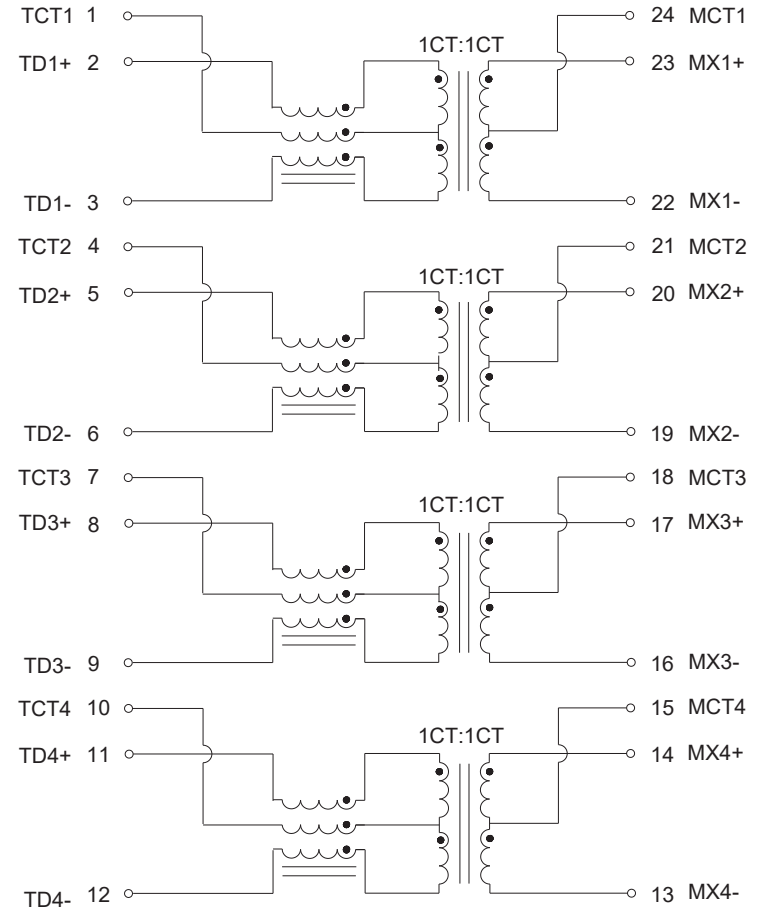 TCT1 1 24 MCT1
1CT:1CT
TD1+ 2 23 MX1+
TD1- 3 22 MX1-
TCT2 4 21 MCT2
1CT:1CT
TD2+ 5 20 MX2+
TD2- 6 19 MX2-
TCT3 7 18 MCT3
1CT:1CT
TD3+ 8 17 MX3+
TD3- 9 16 MX3-
TCT4 10 15 MCT4
1CT:1CT
TD4+ 11 14 MX4+
TD4- 12 13 MX4-